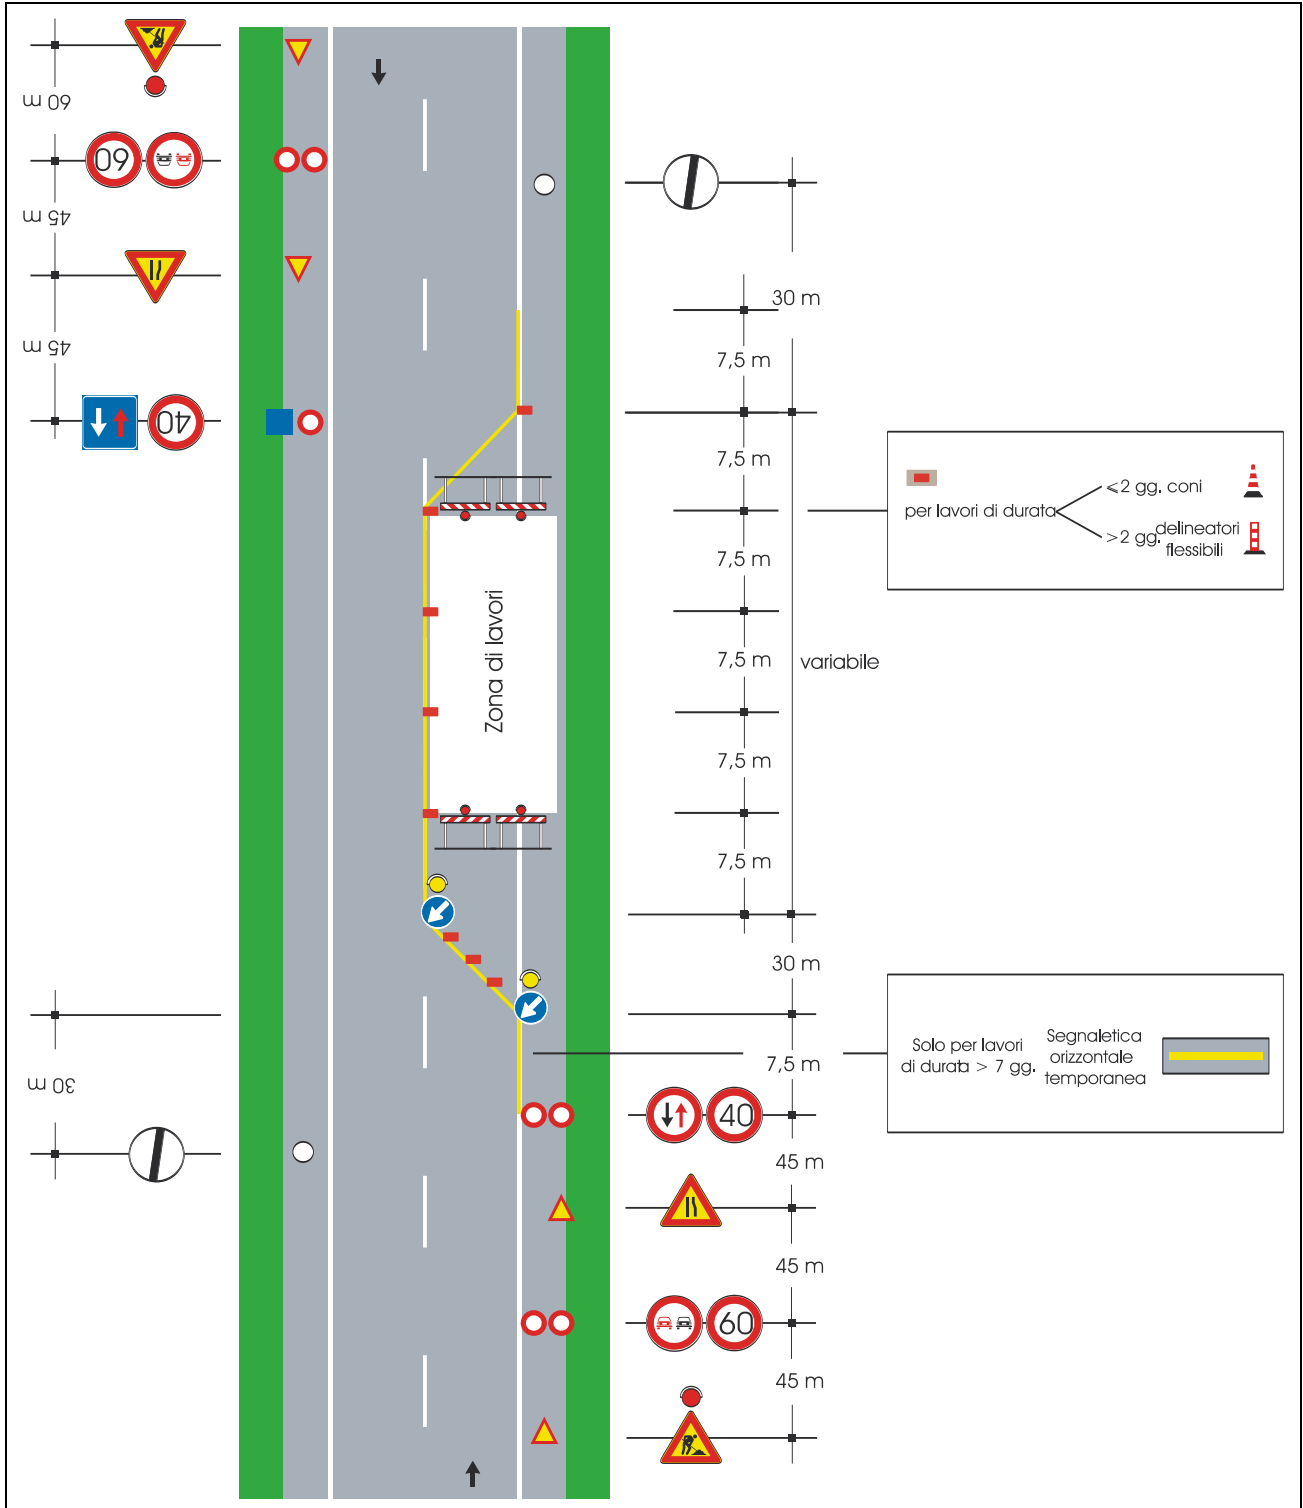 60 m
60
45 m
45 m
40
30 m
7,5 m
7,5 m
7,5 m
7,5 m
7,5 m
7,5 m
variabile
30 m
7,5 m
40
45 m
45 m
60
45 m
30 m
Zona di lavori
per lavori di durata
<2 gg. coni
>2 gg. delineatori
flessibili
Solo per lavori
di durata > 7 gg.
Segnaletica
orizzontale
temporanea